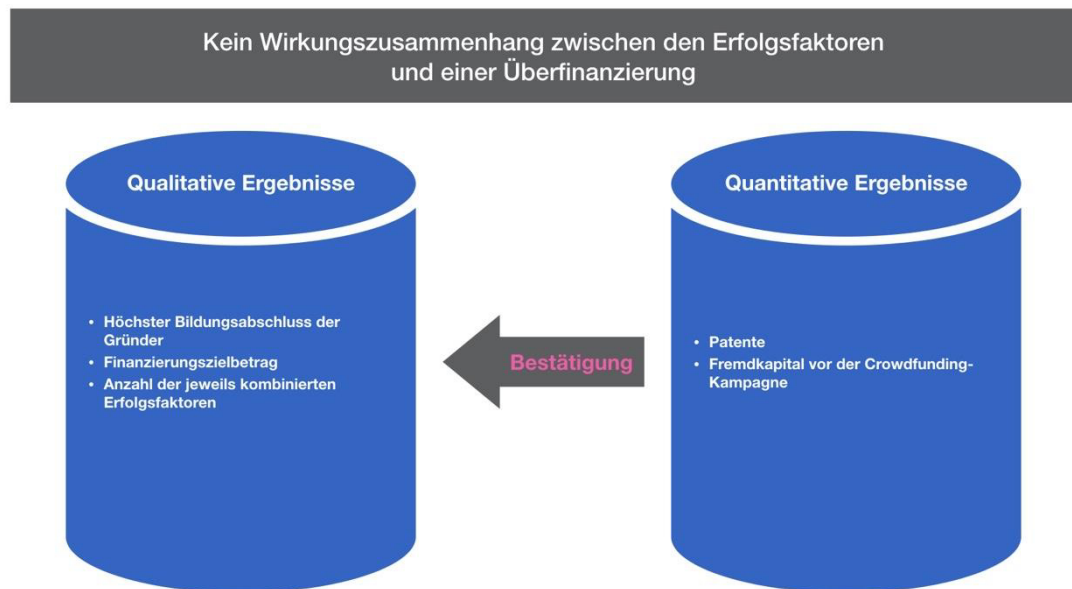 Kein Wirkungszusammenhang zwischen den Erfolgsfaktoren
und einer Überfinanzierung
Qualitative Ergebnisse
• Höchster Bildungsabschluss der
Gründer
• Finanzierungszielbetrag
• Anzahl der jeweils kombinierten
Erfolgsfaktoren
Bestätigung
Quantitative Ergebnisse
• Patente
• Fremdkapital vor der Crowdfunding-
Kampagne